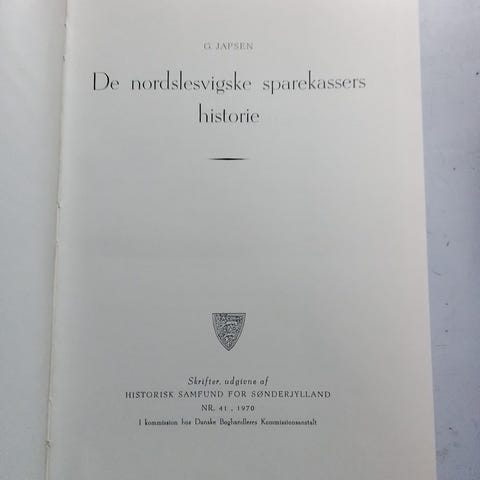 G. JAPSEN
De nordslesvigske sparekassers
historie
Skrifter, udgivne af
HISTORISK SAMFUND FOR SØNDERJYLLAND
NR. 41 . 1970
I kommission hos Danske Boghandleres Kommissionsanstalt